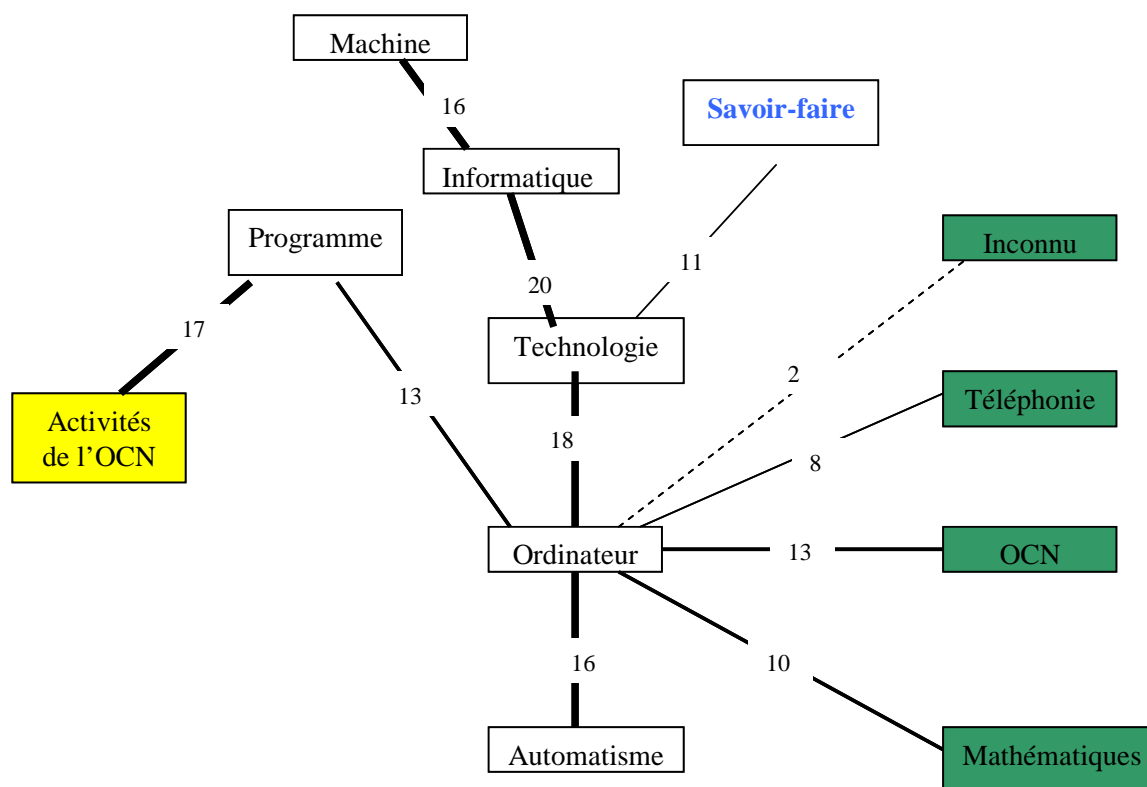 Machine
16
Savoir-faire
Informatique
Programme
Inconnu
11
20
17
Technologie
2
13
Téléphonie
Activités
de l'OCN
18
8
Ordinateur
13
OCN
16
10
Automatisme
Mathématiques